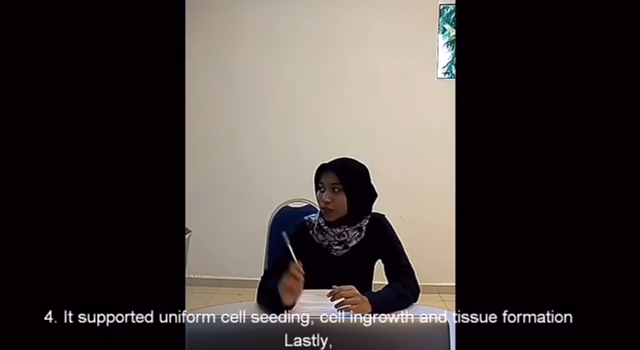 4. It supported uniform cell seeding, cell ingrowth and tissue formation
Lastly,